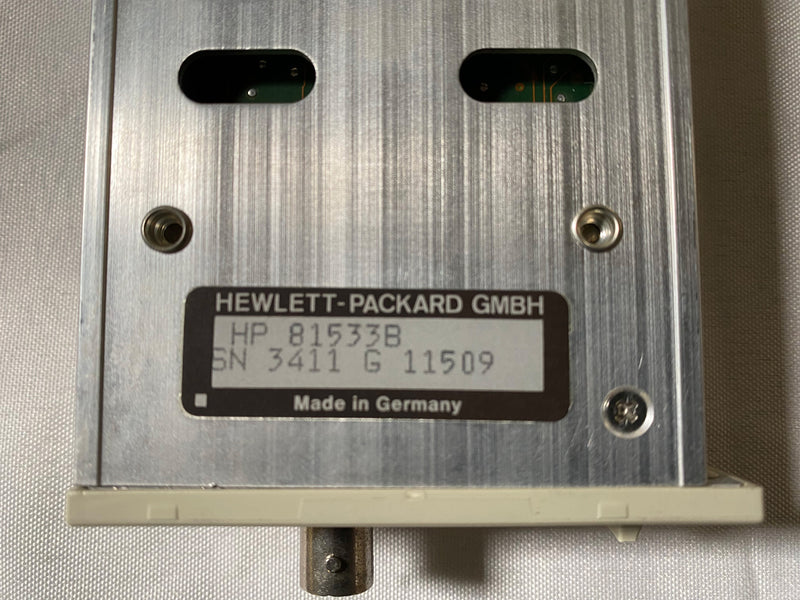 HEWLETT-PACKARD GMBH
HP 81533B
SN 3411 G 11509
Made in Germany